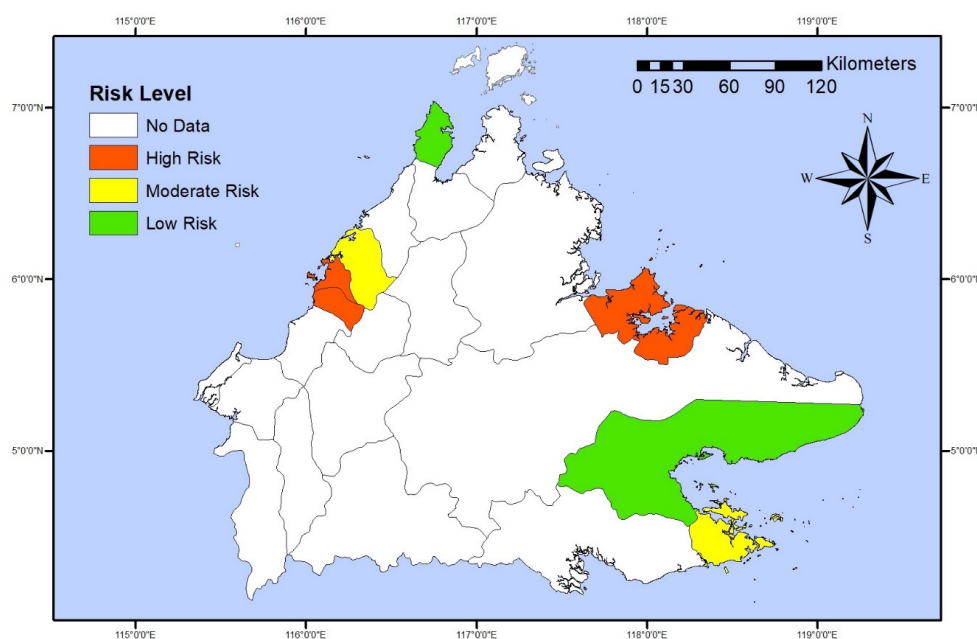 115°0'0"E 116°0'0"E 117°0'0"E 118°0'0"E 119°0'0"E
Kilometers
0 15 30 60 90 120
Risk Level
No Data
High Risk
Moderate Risk
Low Risk
N
W E
S
7°0'0"N 7°0'0"N
6°0'0"N 6°0'0"N
5°0'0"N 5°0'0"N
115°0'0"E 116°0'0"E 117°0'0"E 118°0'0"E 119°0'0"E